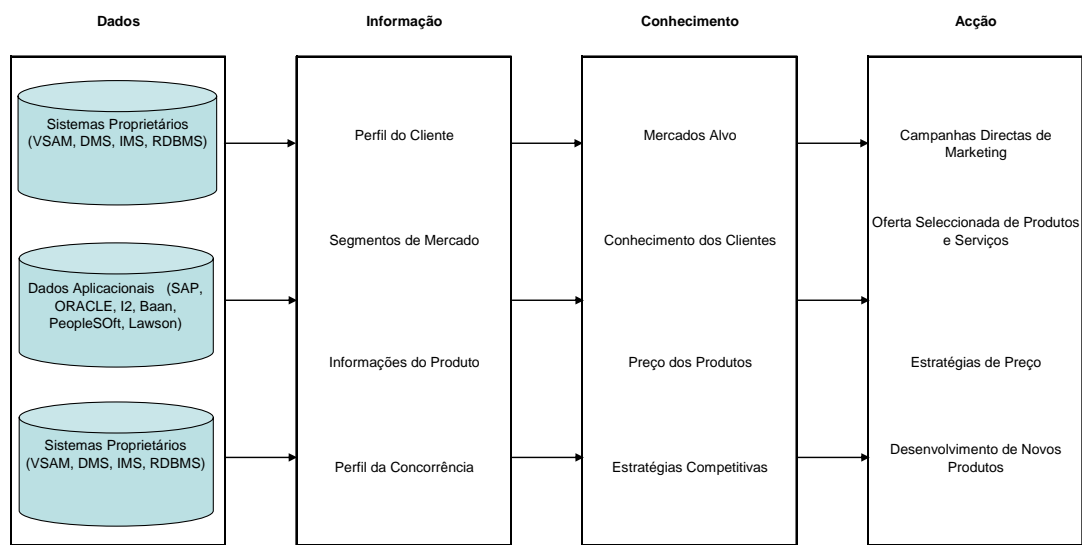 Dados
Informação
Conhecimento
Acção
Sistemas Proprietários
(VSAM, DMS, IMS, RDBMS)
Dados Aplicacionais (SAP,
ORACLE, I2, Baan,
PeopleSOft, Lawson)
Sistemas Proprietários
(VSAM, DMS, IMS, RDBMS)
Perfil do Cliente
Segmentos de Mercado
Informações do Produto
Perfil da Concorrência
Mercados Alvo
Conhecimento dos Clientes
Preço dos Produtos
Estratégias Competitivas
Campanhas Directas de
Marketing
Oferta Seleccionada de Produtos
e Serviços
Estratégias de Preço
Desenvolvimento de Novos
Produtos